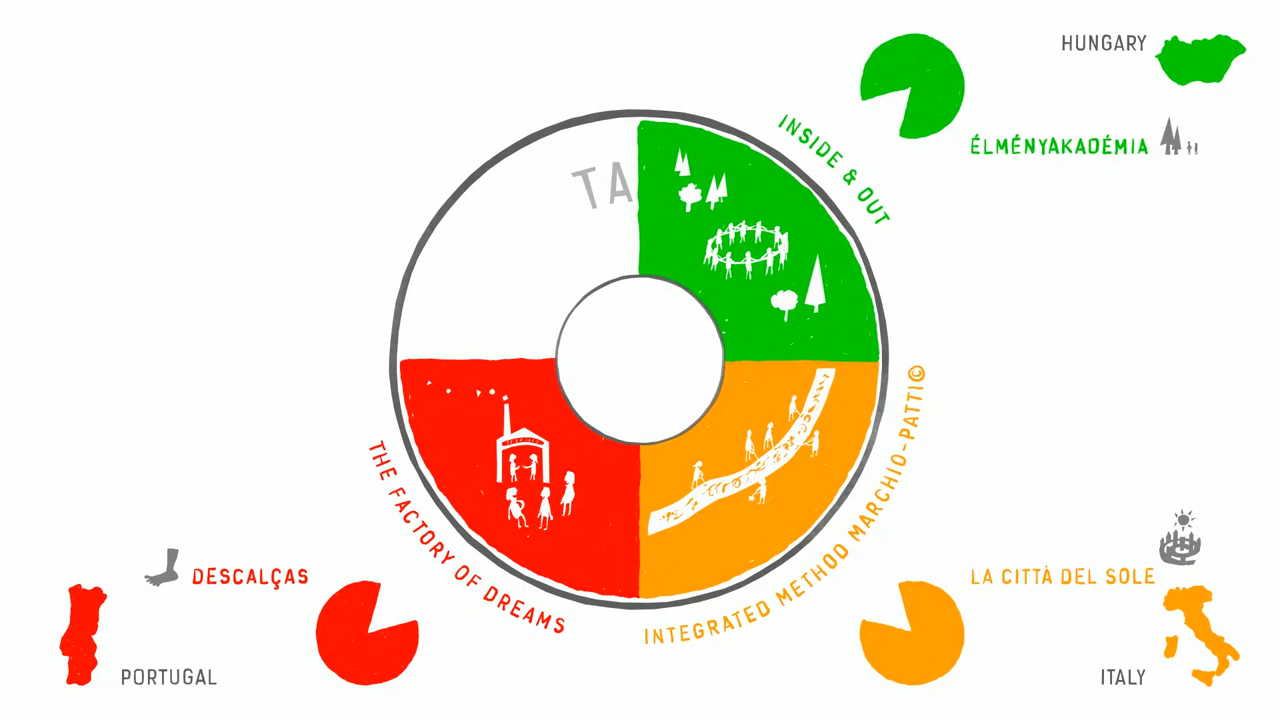 HUNGARY
ÉLMÉNYAKADÉMIA
INSIDE & OUT
TA
INTEGRATED METHOD MARCHIO-PATTI©
THE FACTORY OF DREAMS
DESCALÇAS
PORTUGAL
LA CITTÀ DEL SOLE
ITALY